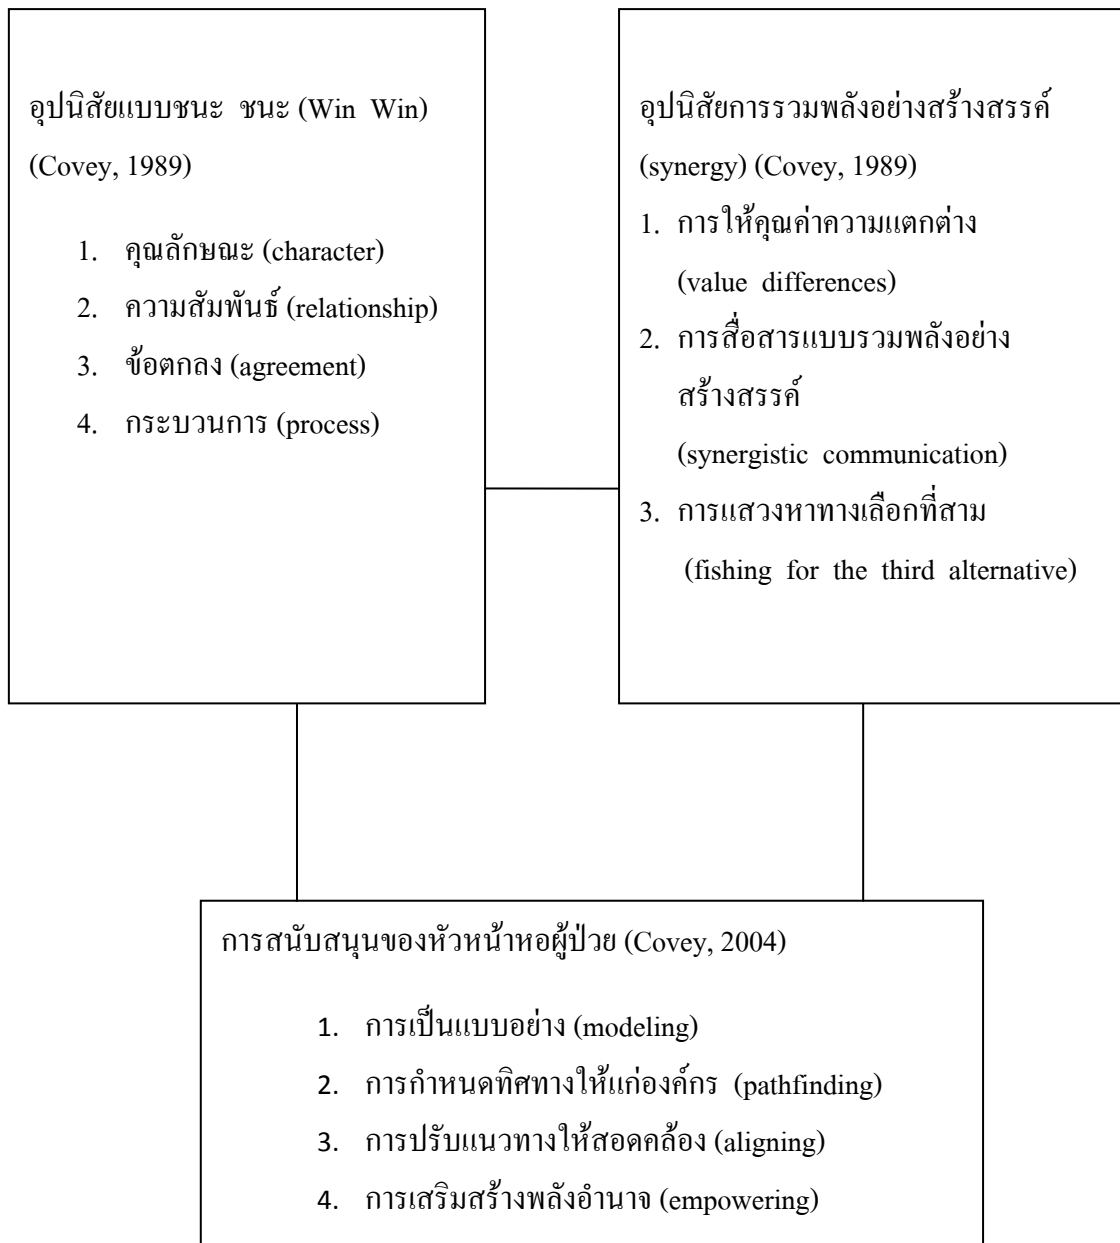 อุปนิสัยแบบชนะ ชนะ (Win Win)
(Covey, 1989)
1. คุณลักษณะ (character)
2. ความสัมพันธ์ (relationship)
3. ข้อตกลง (agreement)
4. กระบวนการ (process)
อุปนิสัยการรวมพลังอย่างสร้างสรรค์
(synergy) (Covey, 1989)
1. การให้คุณค่าความแตกต่าง
(value differences)
2. การสื่อสารแบบรวมพลังอย่าง
สร้างสรรค์
(synergistic communication)
3. การแสวงหาทางเลือกที่สาม
(fishing for the third alternative)
การสนับสนุนของหัวหน้าหอผู้ป่วย (Covey, 2004)
1. การเป็นแบบอย่าง (modeling)
2. การกำหนดทิศทางให้แก่องค์กร (pathfinding)
3. การปรับแนวทางให้สอดคล้อง (aligning)
4. การเสริมสร้างพลังอำนาจ (empowering)